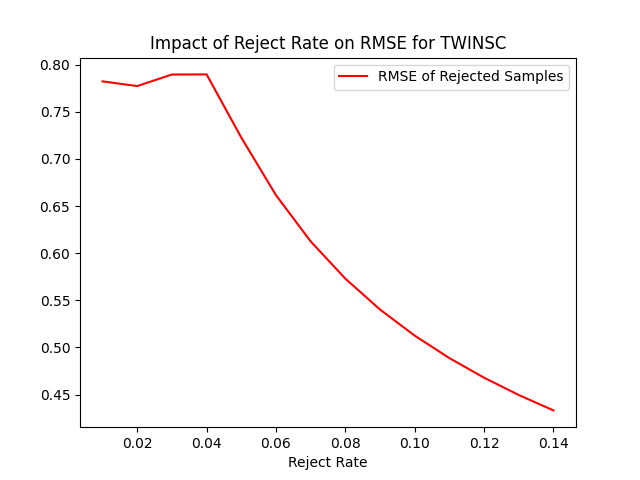 Impact of Reject Rate on RMSE for TWINSC
RMSE of Rejected Samples
0.80
0.75
0.70
0.65
0.60
0.55
0.50
0.45
0.02 0.04 0.06 0.08 0.10 0.12 0.14
Reject Rate